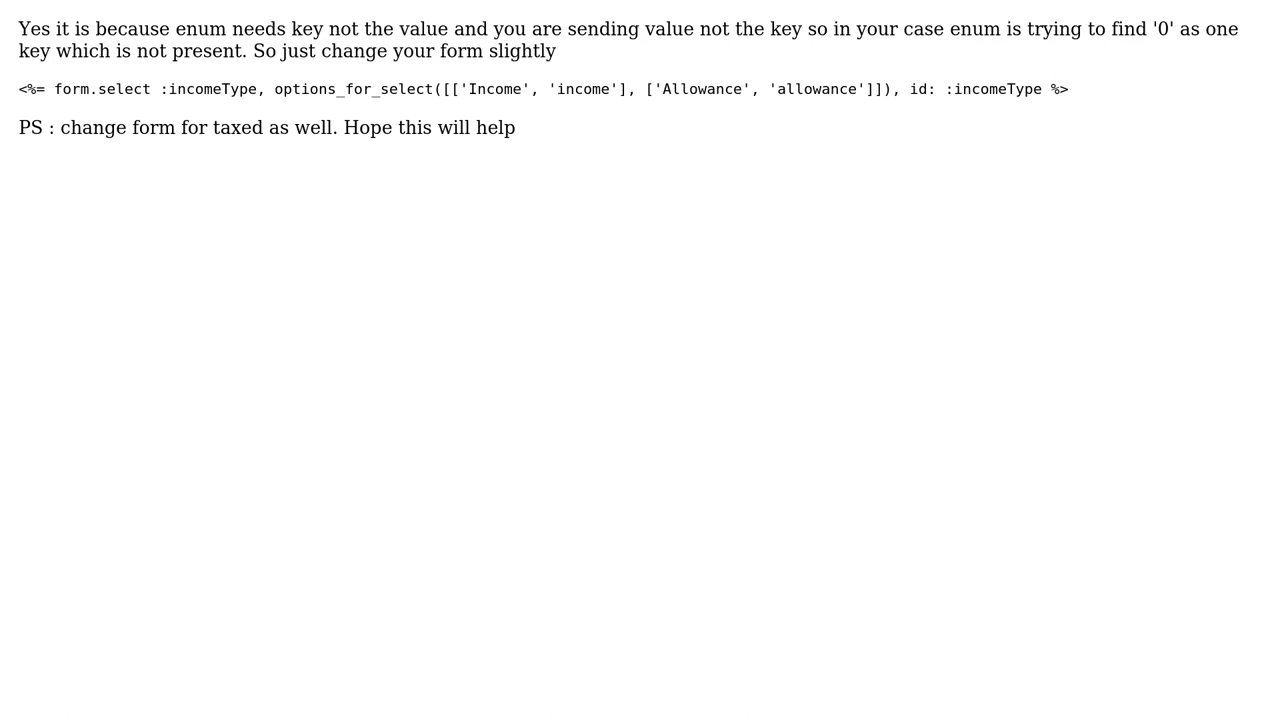 Yes it is because enum needs key not the value and you are sending value not the key so in your case enum is trying to find '0' as one
key which is not present. So just change your form slightly
<%= form.select :incomeType, options_for_select([['Income', 'income'], ['Allowance', 'allowance']]), id: :incomeType %>
PS : change form for taxed as well. Hope this will help